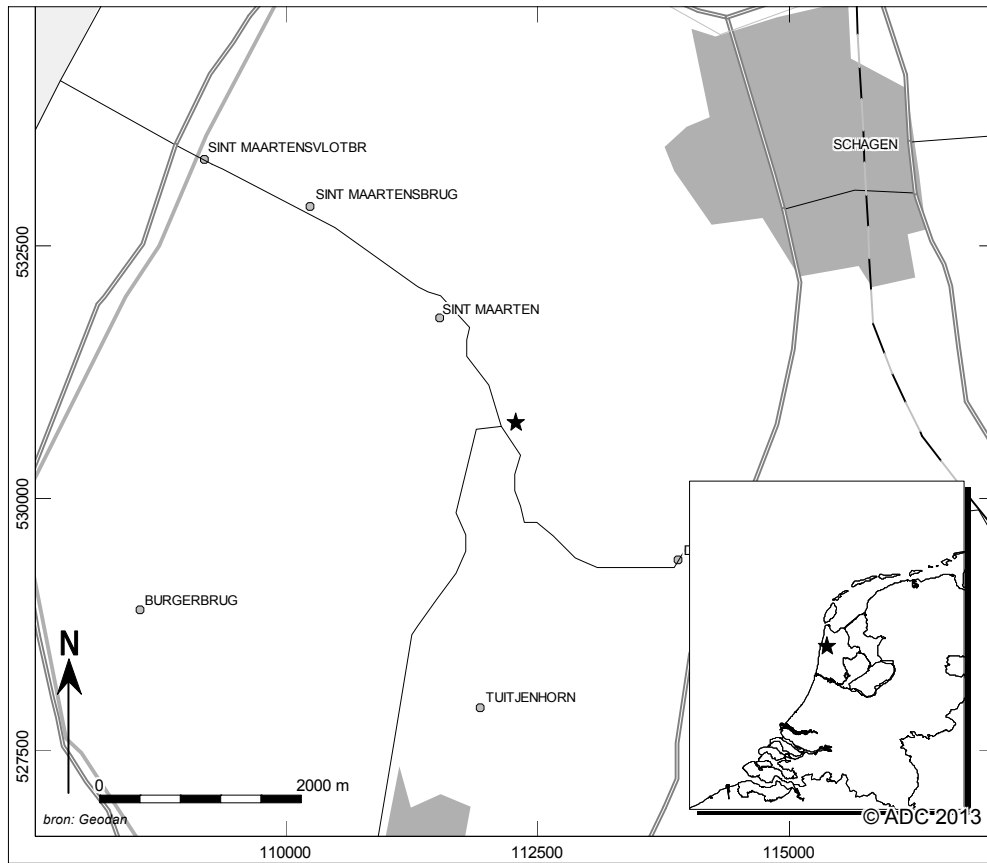 SINT MAARTENSVLOTBR
SCHAGEN
SINT MAARTENSBRUG
532500
SINT MAARTEN
530000
BURGERBRUG
N
TUITJENHORN
527500
0
2000 m
bron: Geodan
© ADC 2013
110000
112500
115000